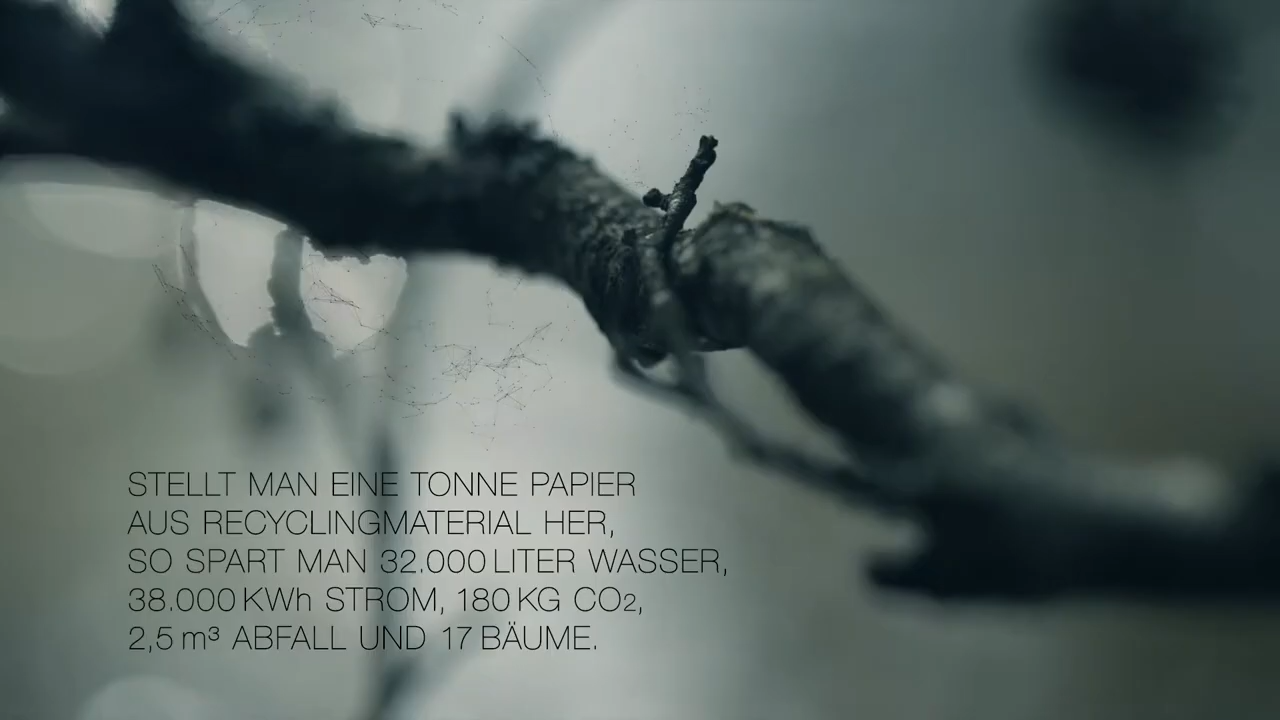 STELLT MAN EINE TONNE PAPIER
AUS RECYCLINGMATERIAL HER,
SO SPART MAN 32.000 LITER WASSER,
38.000 KWh STROM, 180 KG CO2,
2,5 m³ ABFALL UND 17 BÄUME.